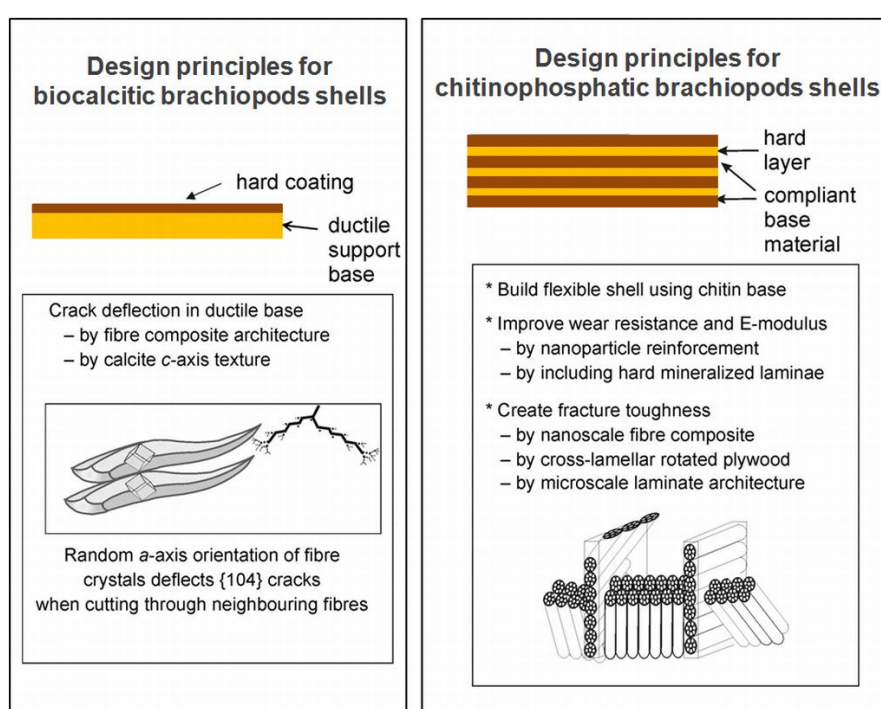 Design principles for
biocalcitic brachiopods shells
hard coating
ductile
support
base
Crack deflection in ductile base
– by fibre composite architecture
– by calcite c-axis texture
Random a-axis orientation of fibre
crystals deflects {104} cracks
when cutting through neighbouring fibres
Design principles for
chitinophosphatic brachiopods shells
hard
layer
compliant
base
material
* Build flexible shell using chitin base
* Improve wear resistance and E-modulus
– by nanoparticle reinforcement
– by including hard mineralized laminae
* Create fracture toughness
– by nanoscale fibre composite
– by cross-lamellar rotated plywood
– by microscale laminate architecture